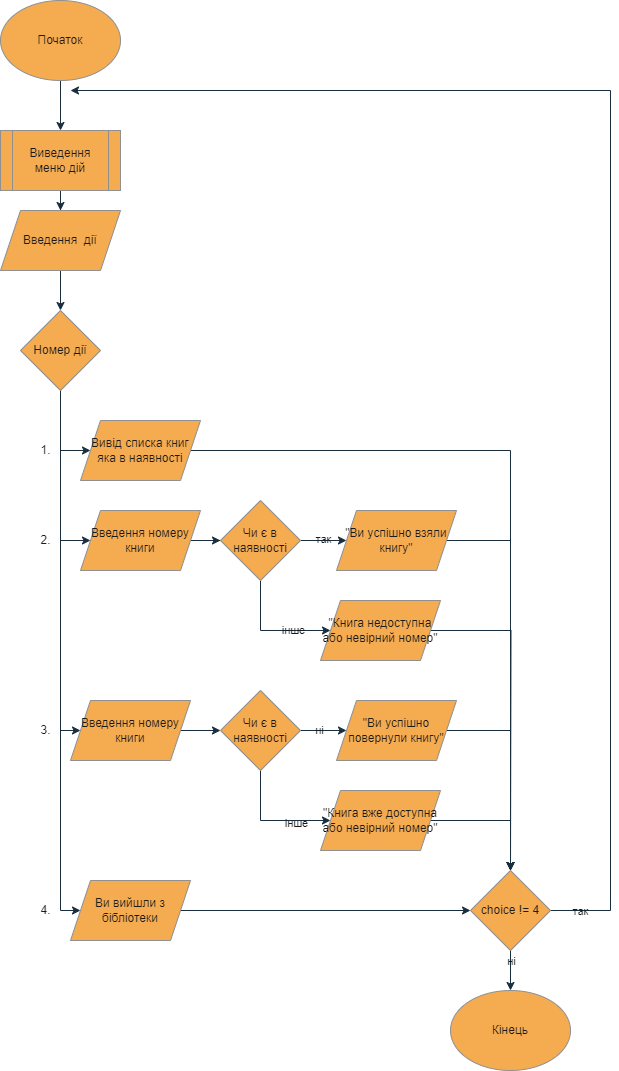 Початок
Виведення
меню дій
Введення дії
Номер дії
1.
Вивід списка книг
яка в наявності
2.
Введення номеру
книги
Чи є в
наявності
так
"Ви успішно взяли
книгу"
інше
"Книга недоступна
або невірний номер"
3.
Введення номеру
книги
Чи є в
наявності
ні
"Ви успішно
повернули книгу"
інше
"Книга вже доступна
або невірний номер"
4.
Ви вийшли з
бібліотеки
choice != 4
так
ні
Кінець